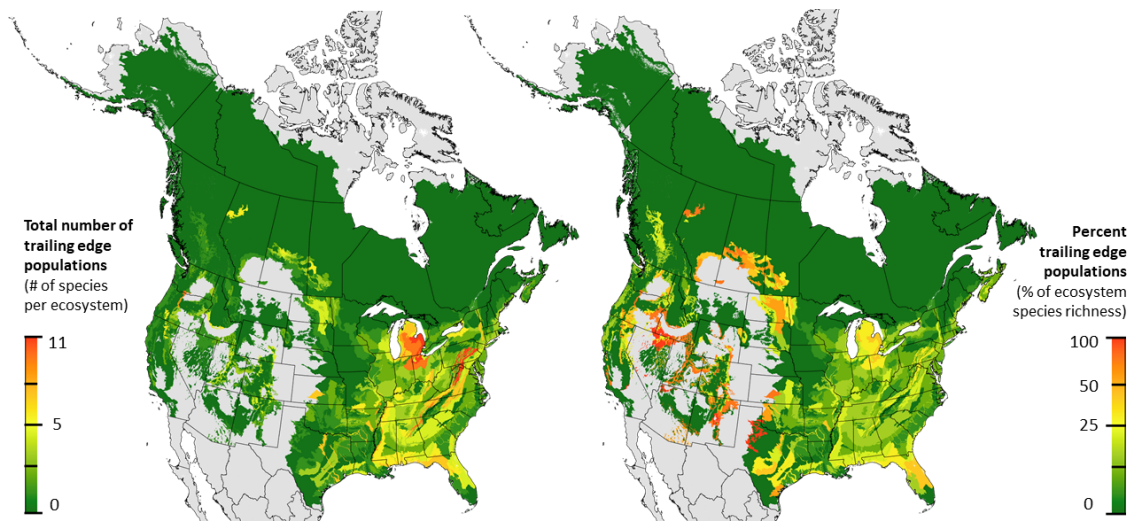 Total number of
trailing edge
populations
(# of species
per ecosystem)
11
5
0
Percent
trailing edge
populations
(% of ecosystem
species richness)
100
50
25
0